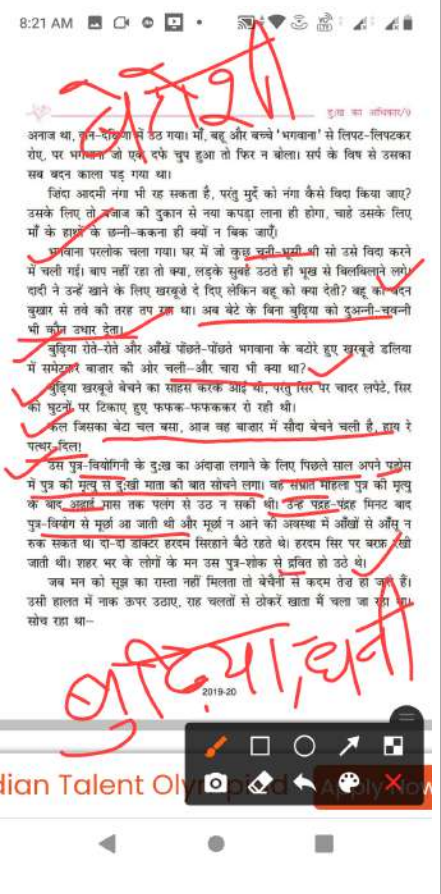 8:21 AM
बेहोशी
दुःख का अधिकार/9
अनाज था, दान-दक्षिणा में उठ गया। माँ, बहू और बच्चे 'भगवाना' से लिपट-लिपटकर
रोए, पर भगवाना जो एक दफे चुप हुआ तो फिर न बोला। सर्प के विष से उसका
सब बदन काला पड़ गया था।
ज़िंदा आदमी नंगा भी रह सकता है, परंतु मुर्दे को नंगा कैसे विदा किया जाए?
उसके लिए तो बजाज की दुकान से नया कपड़ा लाना ही होगा, चाहे उसके लिए
माँ के हाथों के छन्नी-ककना ही क्यों न बिक जाएँ।
भगवाना परलोक चला गया। घर में जो कुछ चूनी-भूसी थी सो उसे विदा करने
में चली गई। बाप नहीं रहा तो क्या, लड़के सुबह उठते ही भूख से बिलबिलाने लगे।
दादी ने उन्हें खाने के लिए खरबूज़े दे दिए लेकिन बहू को क्या देती? बहू का बदन
बुखार से तवे की तरह तप रहा था। अब बेटे के बिना बुढ़िया को दुअन्नी-चवन्नी
भी कौन उधार देता।
बुढ़िया रोते-रोते और आँखें पोंछते-पोंछते भगवाना के बटोरे हुए खरबूज़े डलिया
में समेटकर बाज़ार की ओर चली–और चारा भी क्या था?
बुढ़िया खरबूज़े बेचने का साहस करके आई थी, परंतु सिर पर चादर लपेटे, सिर
को घुटनों पर टिकाए हुए फफक-फफककर रो रही थी।
कल जिसका बेटा चल बसा, आज वह बाज़ार में सौदा बेचने चली है, हाय रे
पत्थर-दिल!
उस पुत्र-वियोगिनी के दुःख का अंदाज़ा लगाने के लिए पिछले साल अपने पड़ोस
में पुत्र की मृत्यु से दुःखी माता की बात सोचने लगा। वह संभ्रांत महिला पुत्र की मृत्यु
के बाद अढ़ाई मास तक पलंग से उठ न सकी थी। उन्हें पंद्रह-पंद्रह मिनट बाद
पुत्र-वियोग से मूर्छा आ जाती थी और मूर्छा न आने की अवस्था में आँखों से आँसू न
रुक सकते थे। दो-दो डॉक्टर हरदम सिरहाने बैठे रहते थे। हरदम सिर पर बरफ़ रखी
जाती थी। शहर भर के लोगों के मन उस पुत्र-शोक से द्रवित हो उठे थे।
जब मन को सूझ का रास्ता नहीं मिलता तो बेचैनी से कदम तेज़ हो जाते हैं।
उसी हालत में नाक ऊपर उठाए, राह चलतों से ठोकरें खाता मैं चला जा रहा था।
सोच रहा था–
बुढ़िया, धनी
2019-20
dian Talent Olympied
Apply Now